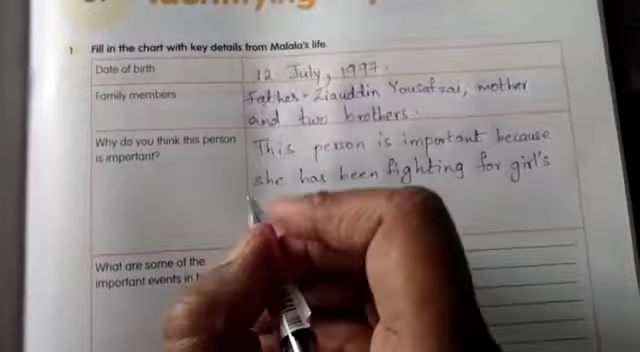 Identifying
1 Fill in the chart with key details from Malala's life
Date of birth
12 July, 1997.
Family members
Father - Ziauddin Yousafzai, mother
and two brothers.
Why do you think this person
is important?
This person is important because
she has been fighting for girl's
What are some of the
important events in